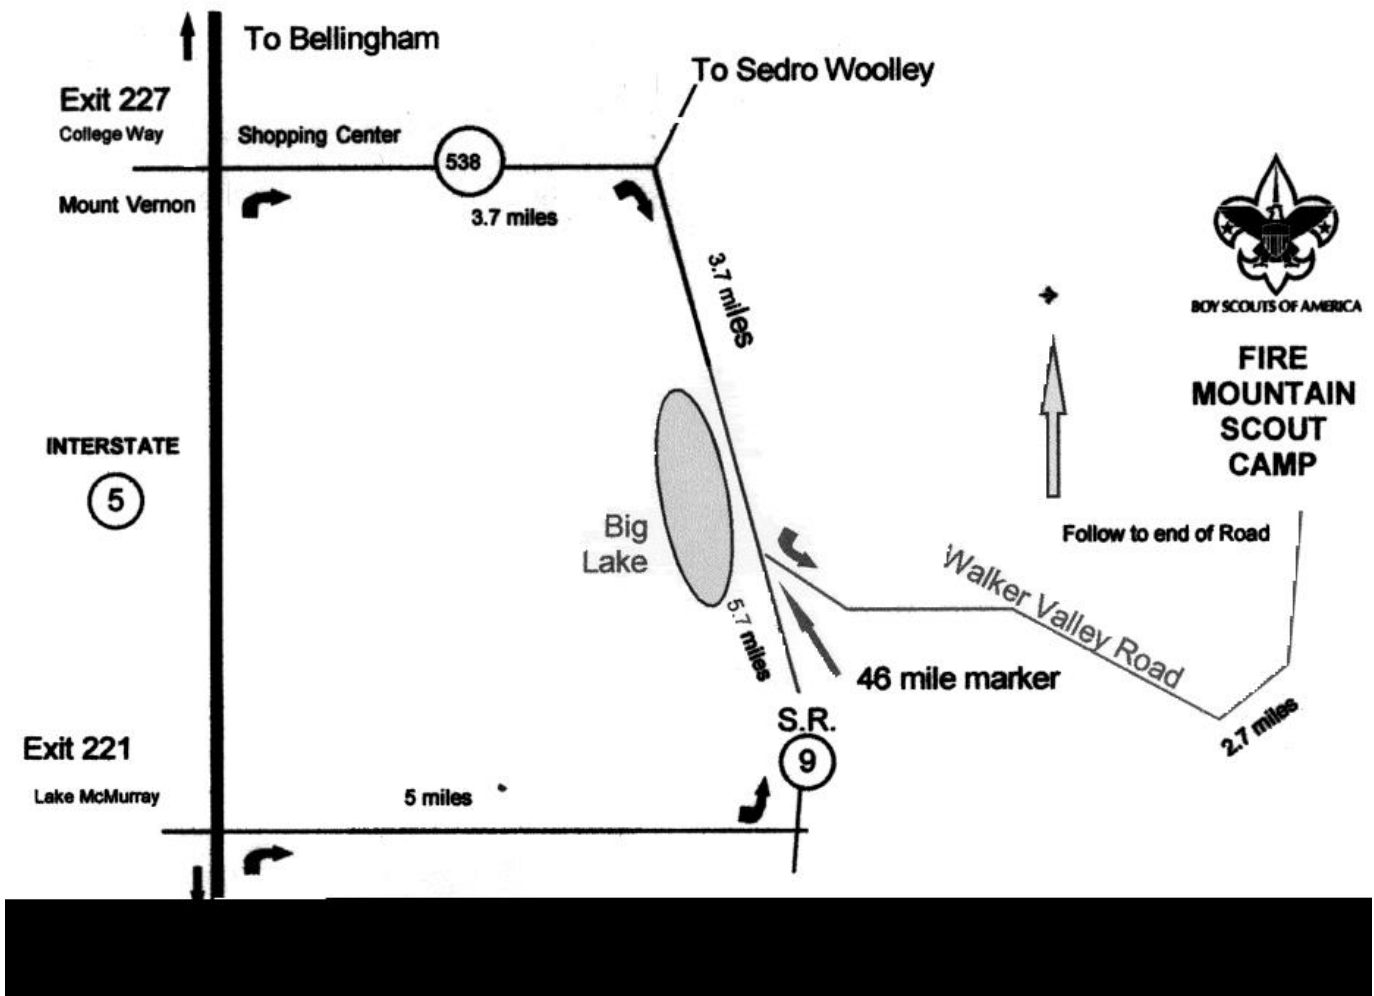 To Bellingham
To Sedro Woolley
Exit 227
College Way
Shopping Center
538
Mount Vernon
3.7 miles
3.7 miles
BOY SCOUTS OF AMERICA
FIRE
MOUNTAIN
SCOUT
CAMP
INTERSTATE
5
Big
Lake
Follow to end of Road
Walker Valley Road
5.7 miles
46 mile marker
2.7 miles
S.R.
9
Exit 221
Lake McMurray
5 miles